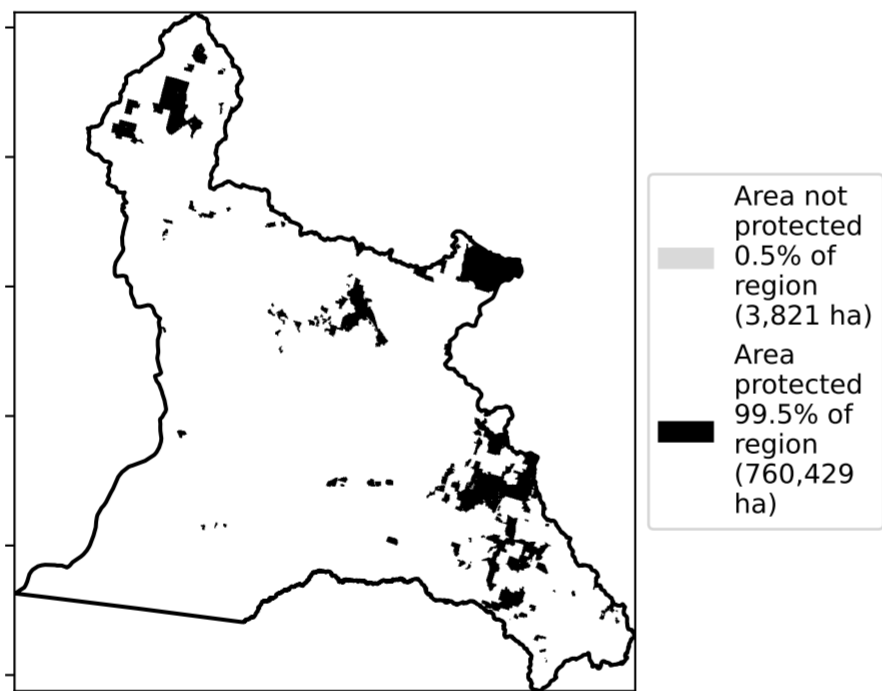 Area not
protected
0.5% of
region
(3,821 ha)
Area
protected
99.5% of
region
(760,429
ha)